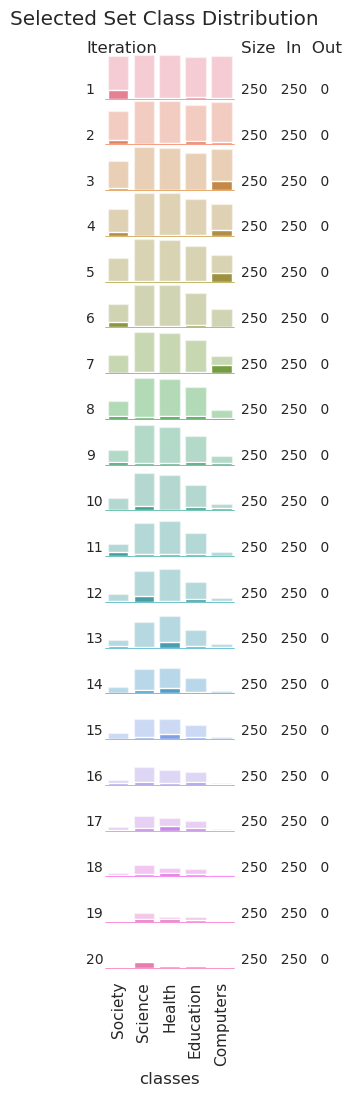 Selected Set Class Distribution
Iteration Size In Out
1 250 250 0
2 250 250 0
3 250 250 0
4 250 250 0
5 250 250 0
6 250 250 0
7 250 250 0
8 250 250 0
9 250 250 0
10 250 250 0
11 250 250 0
12 250 250 0
13 250 250 0
14 250 250 0
15 250 250 0
16 250 250 0
17 250 250 0
18 250 250 0
19 250 250 0
20 250 250 0
Society
Science
Health
Education
Computers
classes